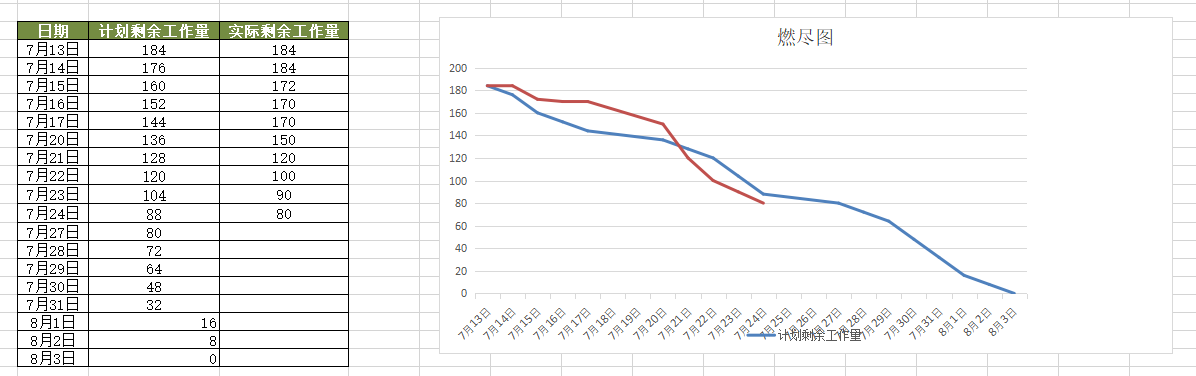 日期 计划剩余工作量 实际剩余工作量
7月13日 184 184
7月14日 176 184
7月15日 160 172
7月16日 152 170
7月17日 144 170
7月20日 136 150
7月21日 128 120
7月22日 120 100
7月23日 104 90
7月24日 88 80
7月27日 80
7月28日 72
7月29日 64
7月30日 48
7月31日 32
8月1日 16
8月2日 8
8月3日 0
燃尽图
200
180
160
140
120
100
80
60
40
20
0
7月13日 7月14日 7月15日 7月16日 7月17日 7月18日 7月19日 7月20日 7月21日 7月22日 7月23日 7月24日 7月25日 7月26日 7月27日 7月28日 7月29日 7月30日 7月31日 8月1日 8月2日 8月3日
计划剩余工作量